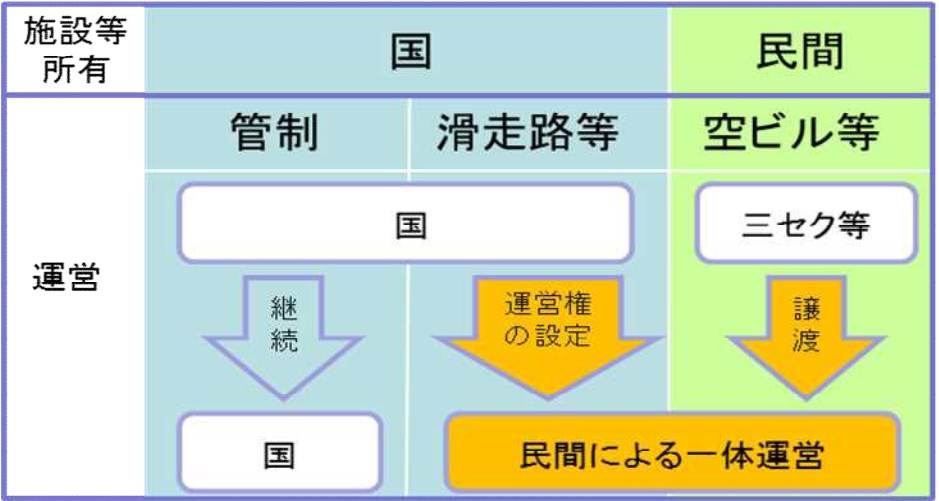 施設等
所有
国
民間
管制
滑走路等
空ビル等
運営
国
三セク等
継
続
運営権
の設定
譲
渡
国
民間による一体運営